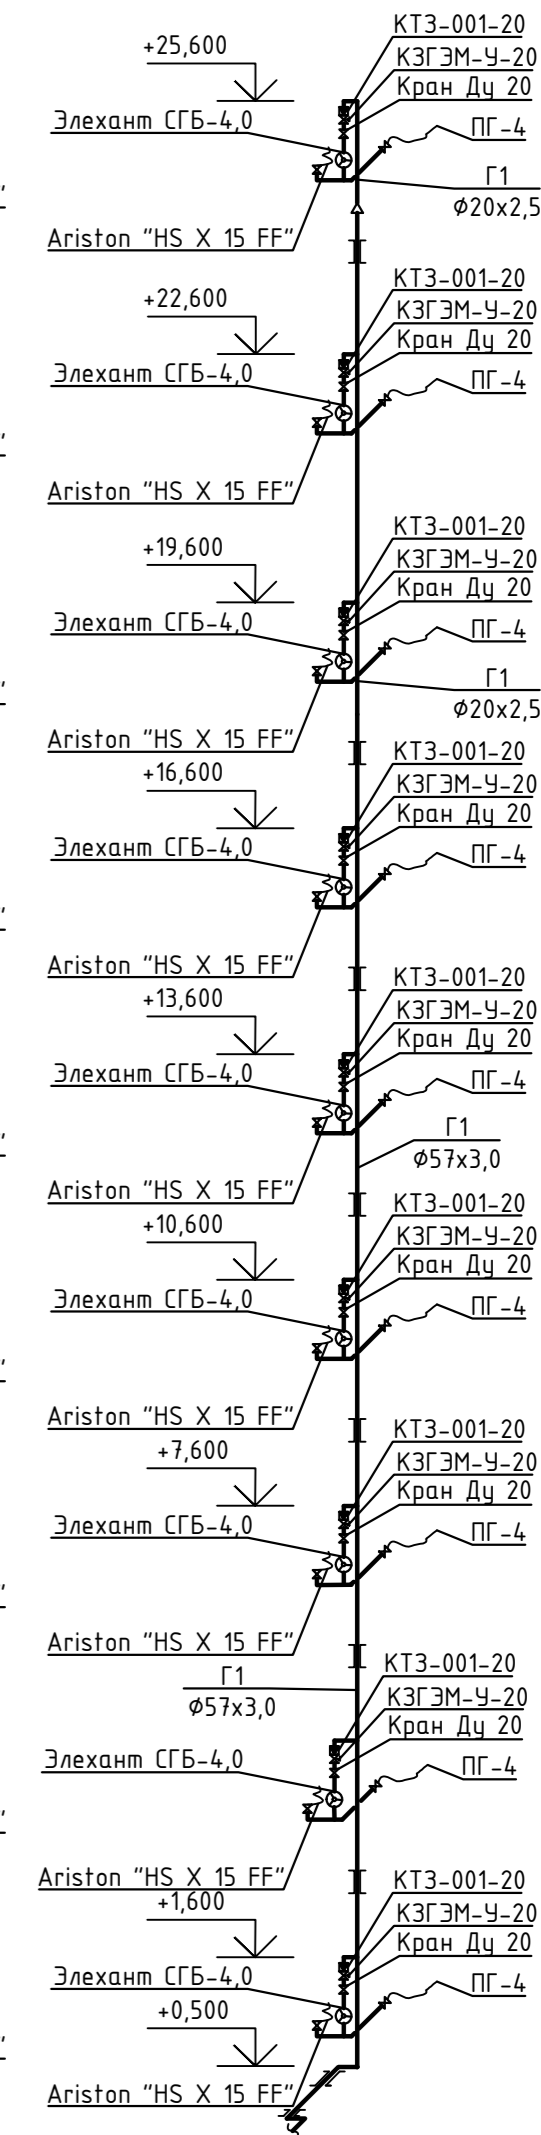 КТЗ-001-20
+25,600
КЗГЭМ-У-20
Кран Ду 20
Элехант СГБ-4,0
ПГ-4
Г1
Ф20х2,5
Ariston "HS X 15 FF"
КТЗ-001-20
+22,600
КЗГЭМ-У-20
Кран Ду 20
Элехант СГБ-4,0
ПГ-4
Ariston "HS X 15 FF"
КТЗ-001-20
+19,600
КЗГЭМ-У-20
Кран Ду 20
Элехант СГБ-4,0
ПГ-4
Г1
Ф20х2,5
Ariston "HS X 15 FF"
КТЗ-001-20
+16,600
КЗГЭМ-У-20
Кран Ду 20
Элехант СГБ-4,0
ПГ-4
Ariston "HS X 15 FF"
КТЗ-001-20
+13,600
КЗГЭМ-У-20
Кран Ду 20
Элехант СГБ-4,0
ПГ-4
Г1
Ф57х3,0
Ariston "HS X 15 FF"
КТЗ-001-20
+10,600
КЗГЭМ-У-20
Кран Ду 20
Элехант СГБ-4,0
ПГ-4
Ariston "HS X 15 FF"
КТЗ-001-20
+7,600
КЗГЭМ-У-20
Кран Ду 20
Элехант СГБ-4,0
ПГ-4
Ariston "HS X 15 FF"
КТЗ-001-20
Г1
Ф57х3,0
КЗГЭМ-У-20
Кран Ду 20
Элехант СГБ-4,0
ПГ-4
Ariston "HS X 15 FF"
КТЗ-001-20
+1,600
КЗГЭМ-У-20
Кран Ду 20
Элехант СГБ-4,0
ПГ-4
+0,500
Ariston "HS X 15 FF"